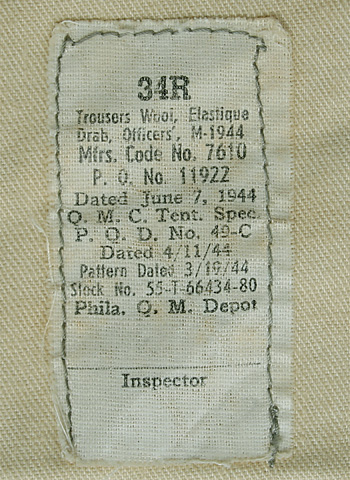 34R
Trousers Wool, Elastique
Drab, Officers', M-1944
Mfrs. Code No. 7610
P. O. No. 11922
Dated June 7, 1944
Q. M. C. Tent. Spec.
P. Q. D. No. 49-C
Dated 4/11/44
Pattern Dated 3/19/44
Stock No. 55-T-66434-80
Phila. Q. M. Depot
Inspector